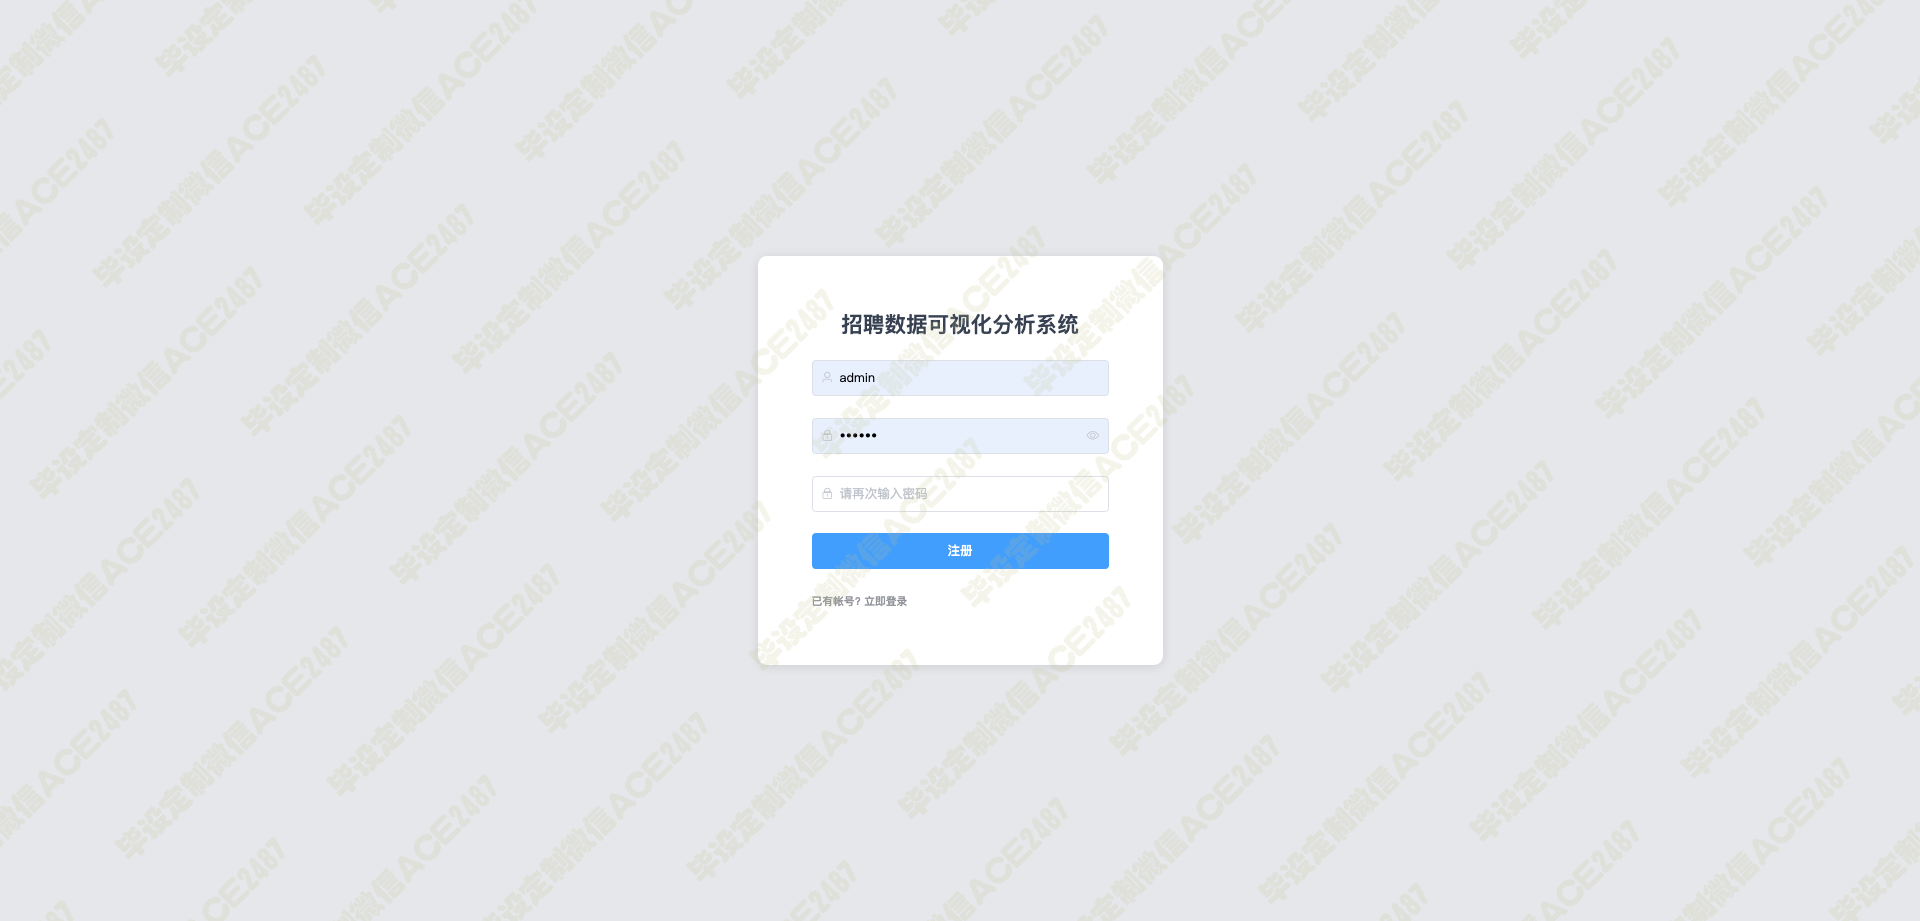 招聘数据可视化分析系统
admin
••••••
请再次输入密码
注册
已有帐号? 立即登录
毕设定制微信ACE2487